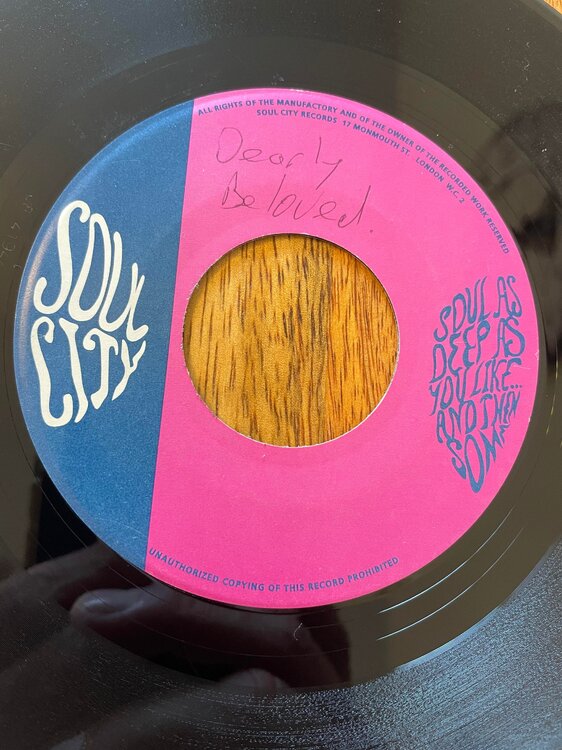 ALL RIGHTS OF THE MANUFACTORY AND OF THE OWNER OF THE RECORDED WORK RESERVED
SOUL CITY RECORDS 17 MONMOUTH ST. LONDON W.C.2
Dearly
Beloved.
SOUL
CITY
SOUL AS
DEEP AS
YOU LIKE...
AND THEN
SOME
UNAUTHORIZED COPYING OF THIS RECORD PROHIBITED